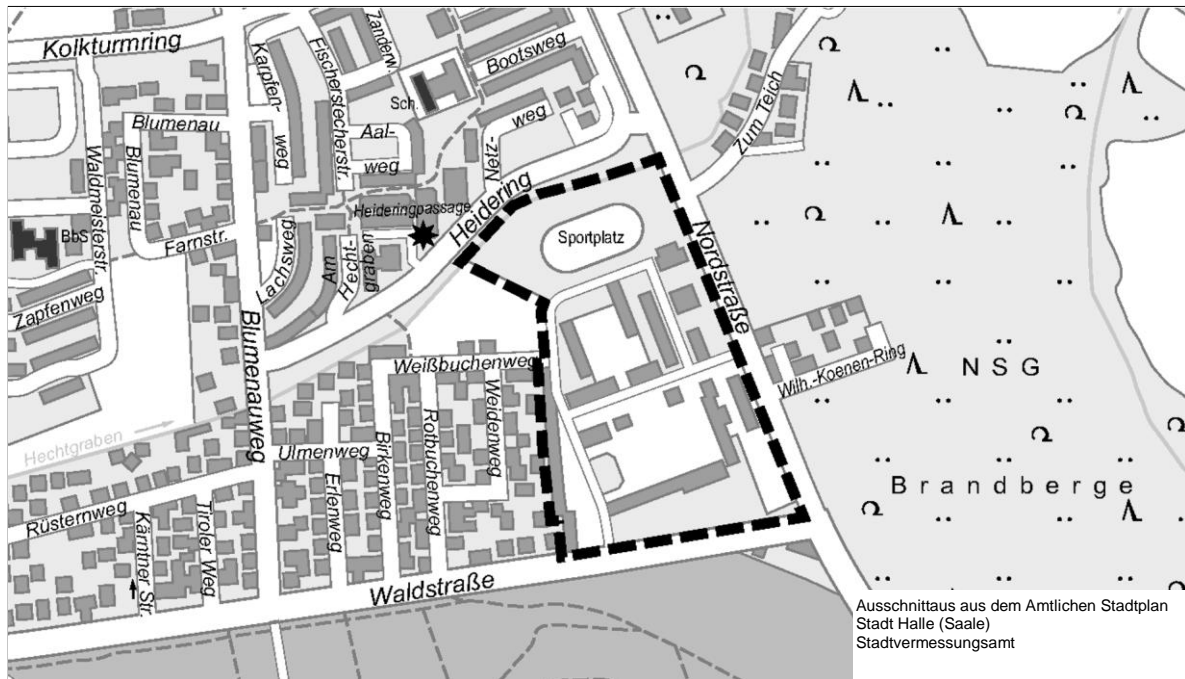 Kolkturmring
Karpfen-
weg
Fischerstecherstr.
Zanderw.
Sch.
Bootsweg
Netz-
weg
Aal-
weg
Blumenau
Blumenau
Waldmeisterstr.
BbS
Farnstr.
Zapfenweg
Lachsweg
Am
Hecht-
graben
Heideringpassage
Heidering
Zum Teich
Sportplatz
Nordstraße
Blumenauweg
Weißbuchenweg
Wilh.-Koenen-Ring
NSG
Brandberge
Hechtgraben
Ulmenweg
Erlenweg
Birkenweg
Rotbuchenweg
Weidenweg
Rüsternweg
Kärntner Str.
Tiroler Weg
Waldstraße
Ausschnittaus aus dem Amtlichen Stadtplan
Stadt Halle (Saale)
Stadtvermessungsamt